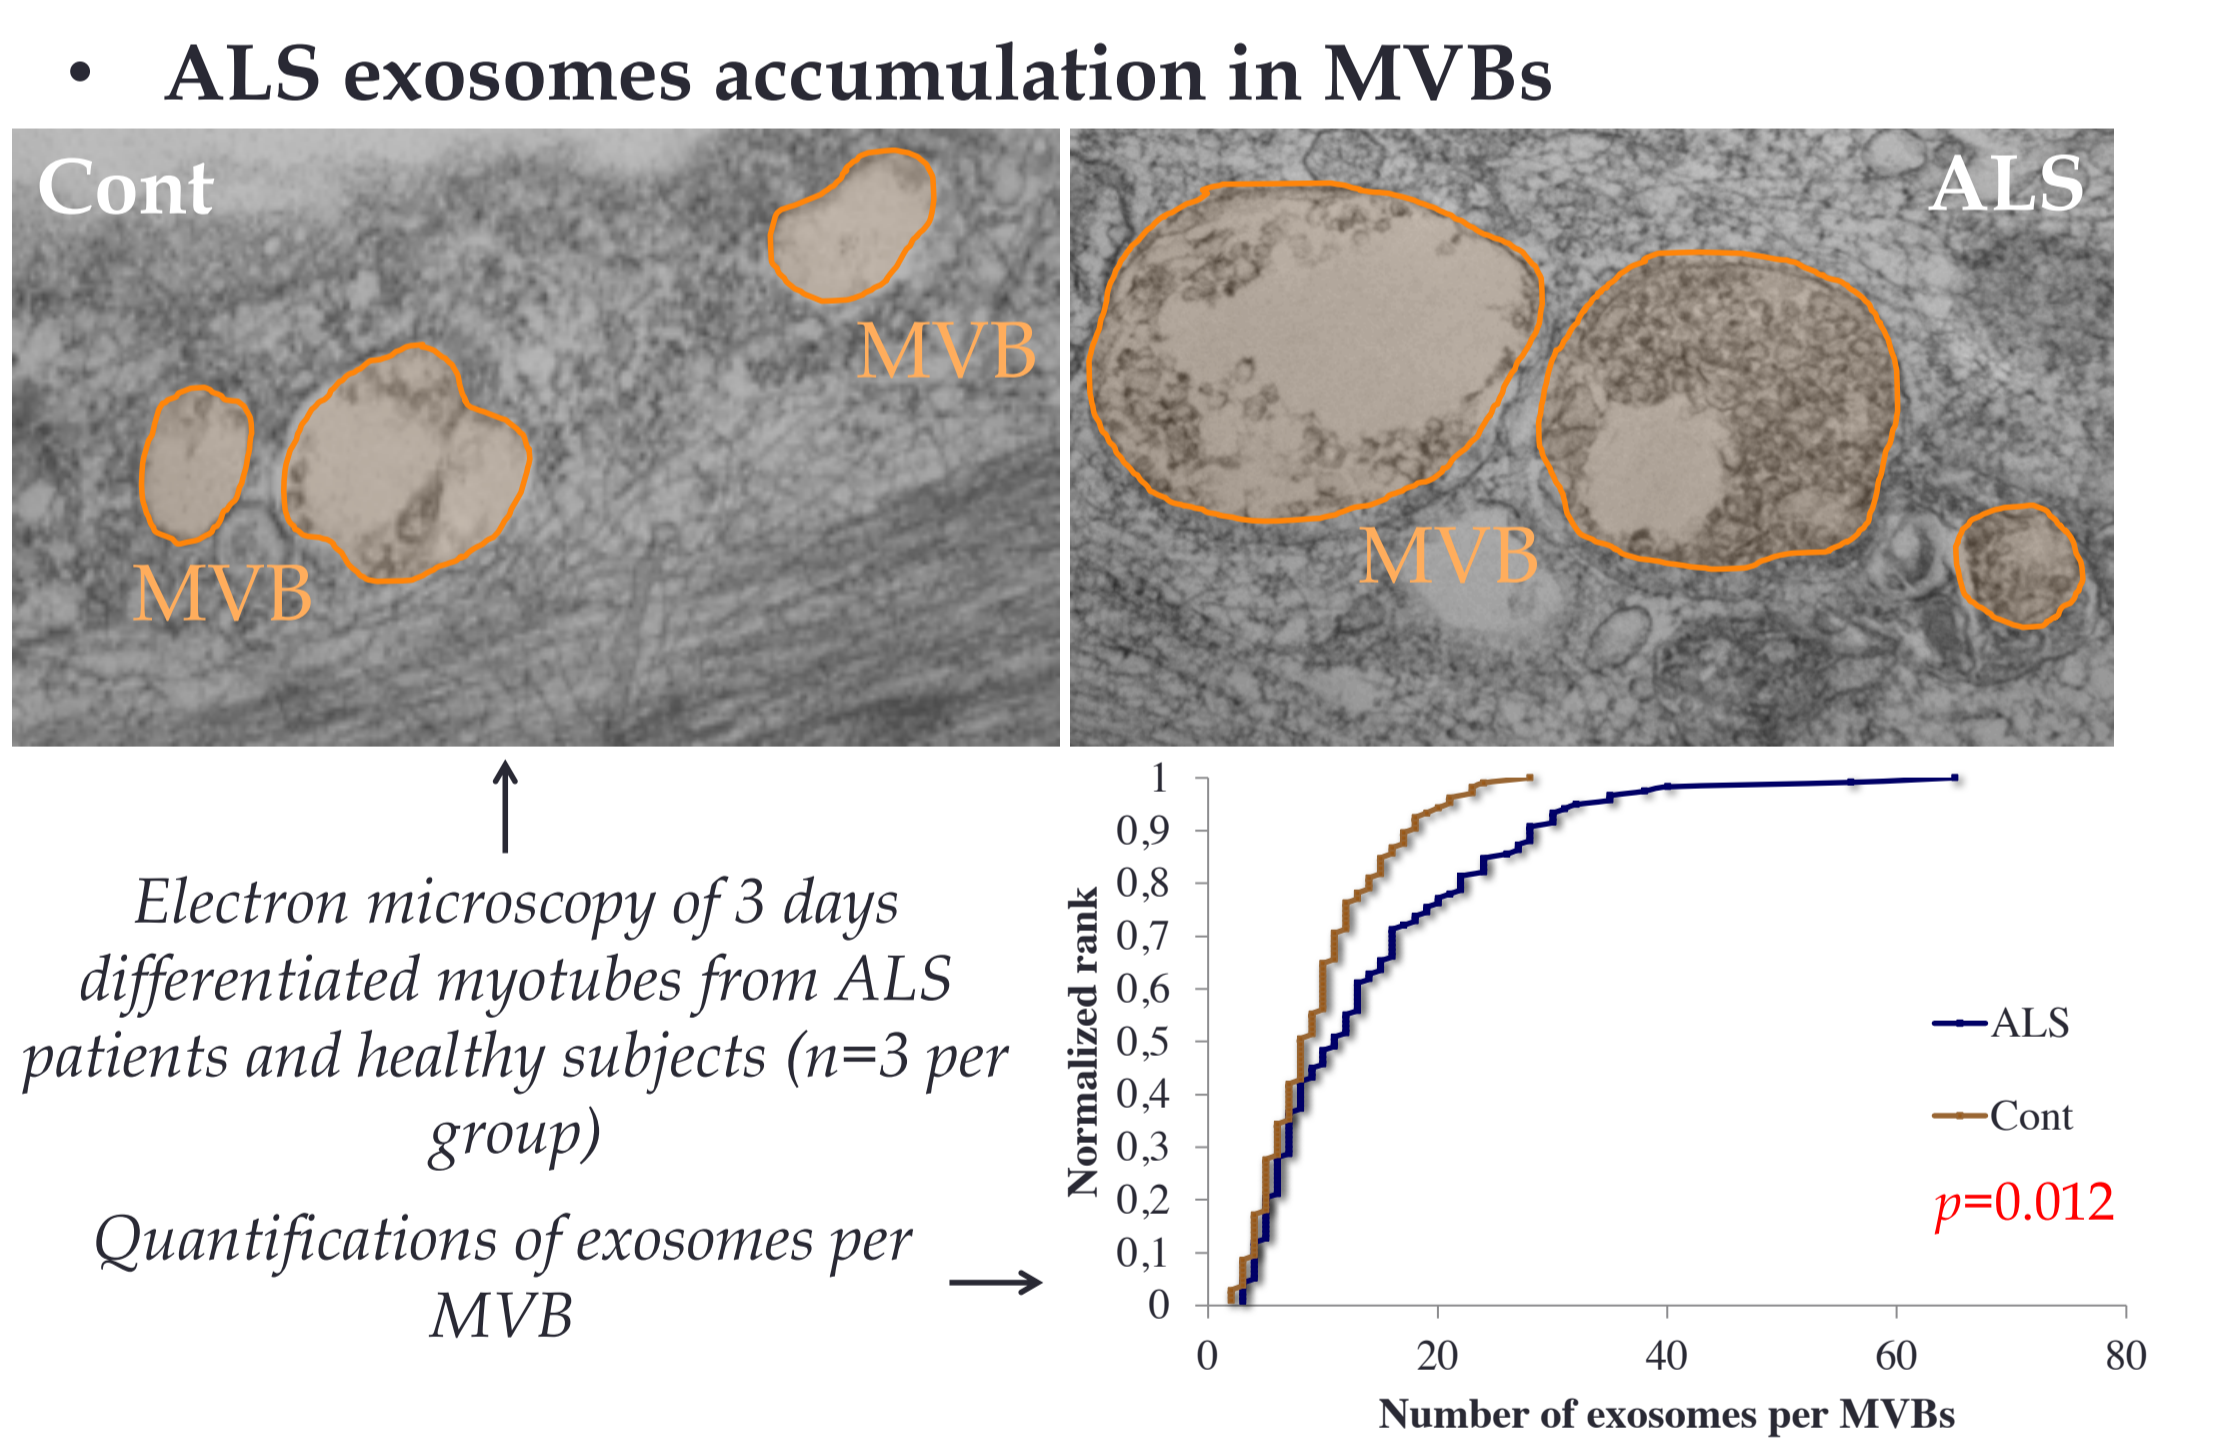 • ALS exosomes accumulation in MVBs
Cont
MVB
MVB
ALS
MVB
Electron microscopy of 3 days
differentiated myotubes from ALS
patients and healthy subjects (n=3 per
group)
Quantifications of exosomes per
MVB
Normalized rank
1
0,9
0,8
0,7
0,6
0,5
0,4
0,3
0,2
0,1
0
0 20 40 60 80
Number of exosomes per MVBs
ALS
Cont
p=0.012